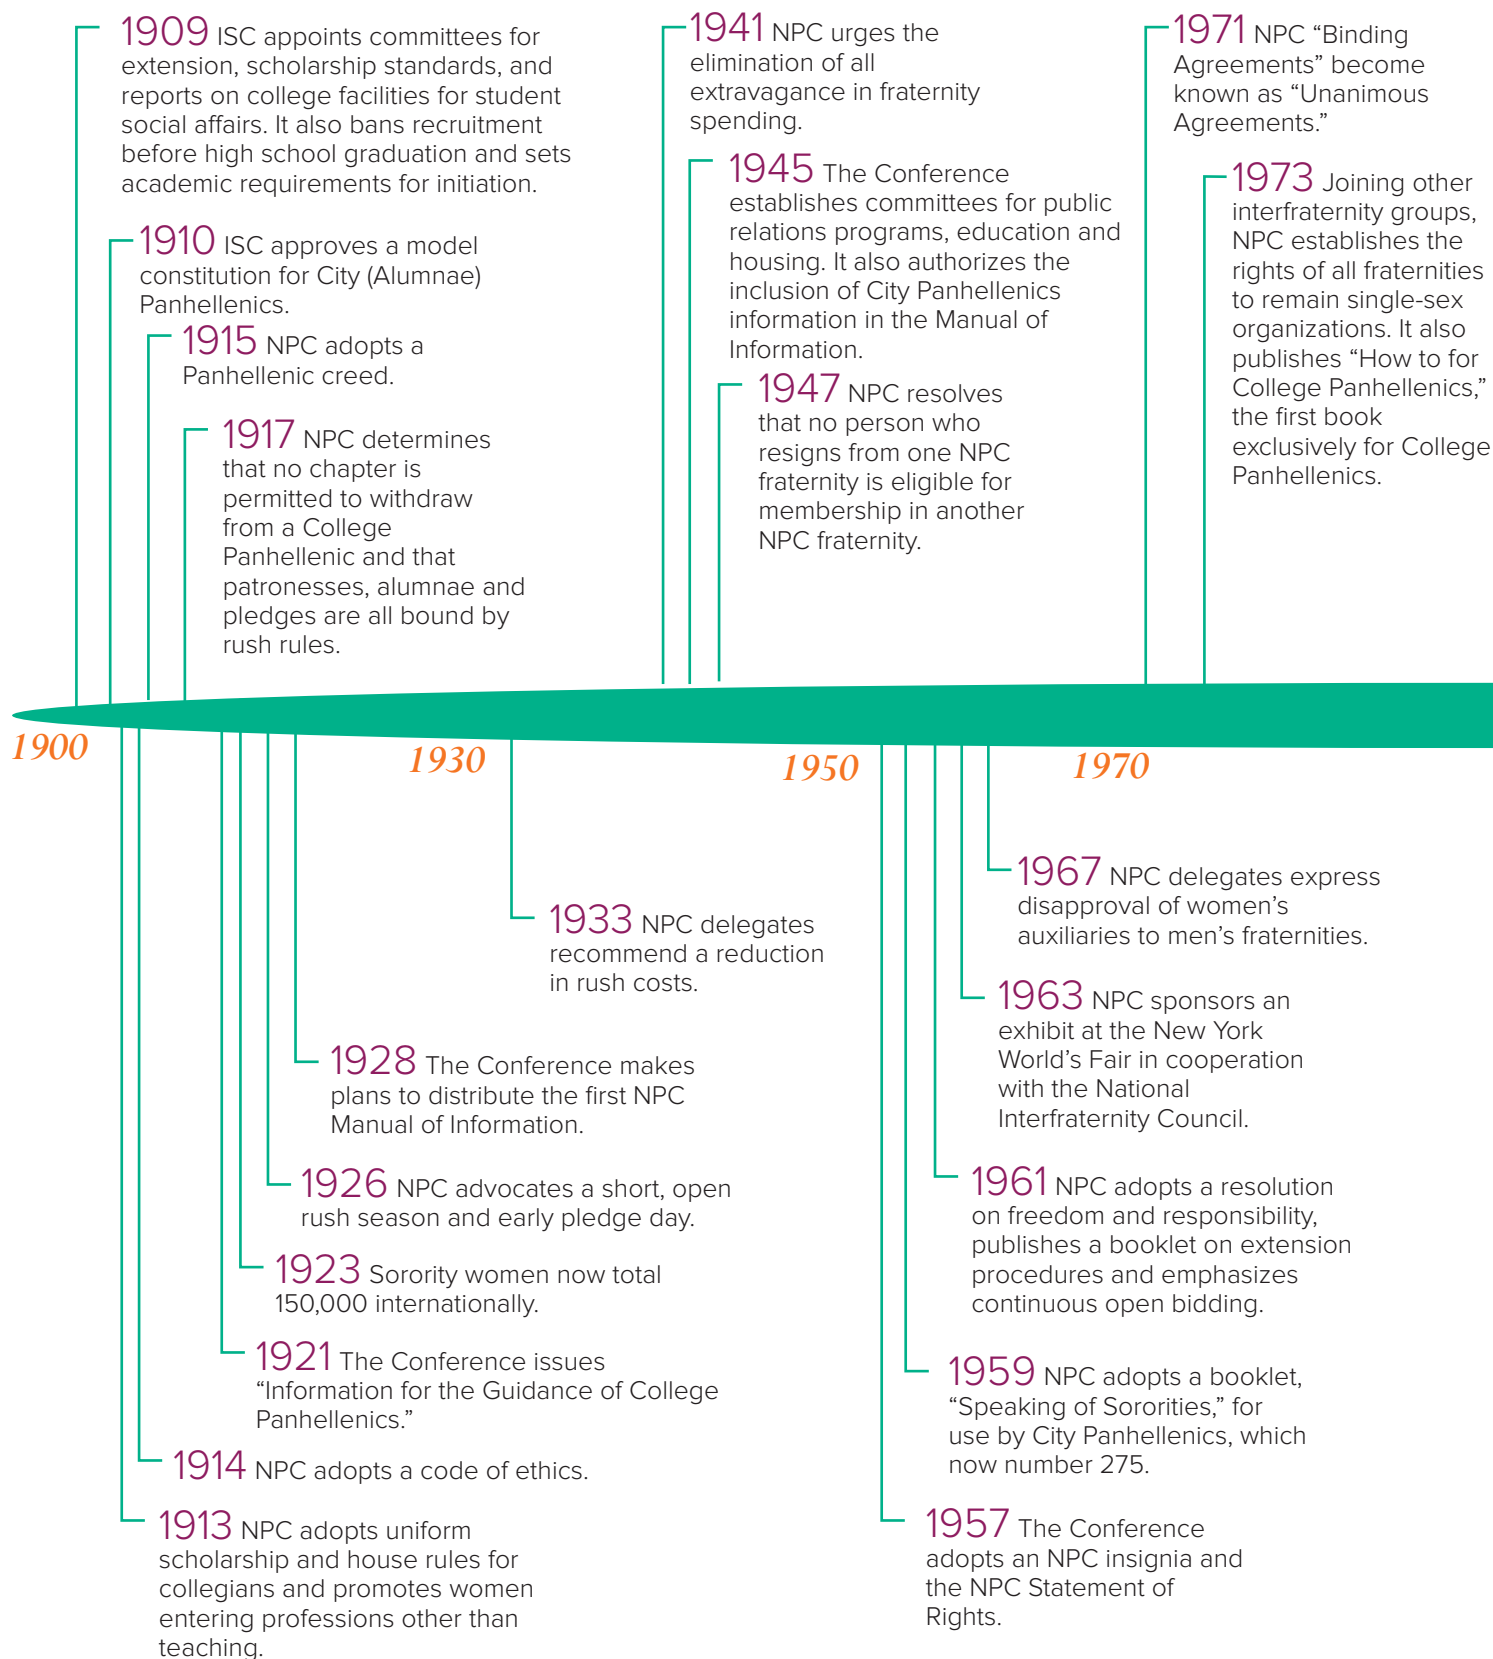 1909 ISC appoints committees for
extension, scholarship standards, and
reports on college facilities for student
social affairs. It also bans recruitment
before high school graduation and sets
academic requirements for initiation.
1910 ISC approves a model
constitution for City (Alumnae)
Panhellenics.
1915 NPC adopts a
Panhellenic creed.
1917 NPC determines
that no chapter is
permitted to withdraw
from a College
Panhellenic and that
patronesses, alumnae and
pledges are all bound by
rush rules.
1941 NPC urges the
elimination of all
extravagance in fraternity
spending.
1945 The Conference
establishes committees for public
relations programs, education and
housing. It also authorizes the
inclusion of City Panhellenics
information in the Manual of
Information.
1947 NPC resolves
that no person who
resigns from one NPC
fraternity is eligible for
membership in another
NPC fraternity.
1971 NPC “Binding
Agreements” become
known as “Unanimous
Agreements.”
1973 Joining other
interfraternity groups,
NPC establishes the
rights of all fraternities
to remain single-sex
organizations. It also
publishes “How to for
College Panhellenics,”
the first book
exclusively for College
Panhellenics.
1900
1930
1950
1970
1933 NPC delegates
recommend a reduction
in rush costs.
1928 The Conference makes
plans to distribute the first NPC
Manual of Information.
1926 NPC advocates a short, open
rush season and early pledge day.
1923 Sorority women now total
150,000 internationally.
1921 The Conference issues
“Information for the Guidance of College
Panhellenics.”
1914 NPC adopts a code of ethics.
1913 NPC adopts uniform
scholarship and house rules for
collegians and promotes women
entering professions other than
teaching.
1967 NPC delegates express
disapproval of women’s
auxiliaries to men’s fraternities.
1963 NPC sponsors an
exhibit at the New York
World’s Fair in cooperation
with the National
Interfraternity Council.
1961 NPC adopts a resolution
on freedom and responsibility,
publishes a booklet on extension
procedures and emphasizes
continuous open bidding.
1959 NPC adopts a booklet,
“Speaking of Sororities,” for
use by City Panhellenics, which
now number 275.
1957 The Conference
adopts an NPC insignia and
the NPC Statement of
Rights.